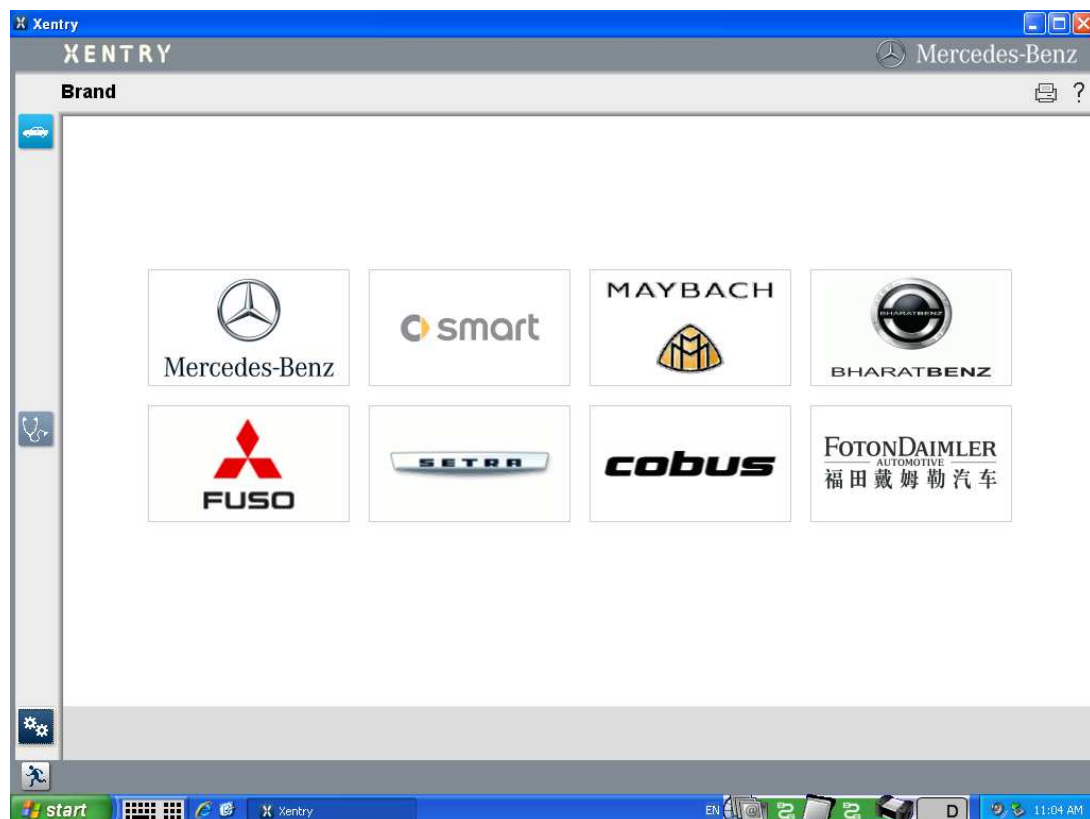 Xentry
XENTRY
Mercedes-Benz
Brand
?
Mercedes-Benz
smart
MAYBACH
BHARATBENZ
BHARATBENZ
FUSO
SETRA
cobus
FOTONDAIMLER
AUTOMOTIVE
福田戴姆勒汽车
start
Xentry
EN
D
11:04 AM